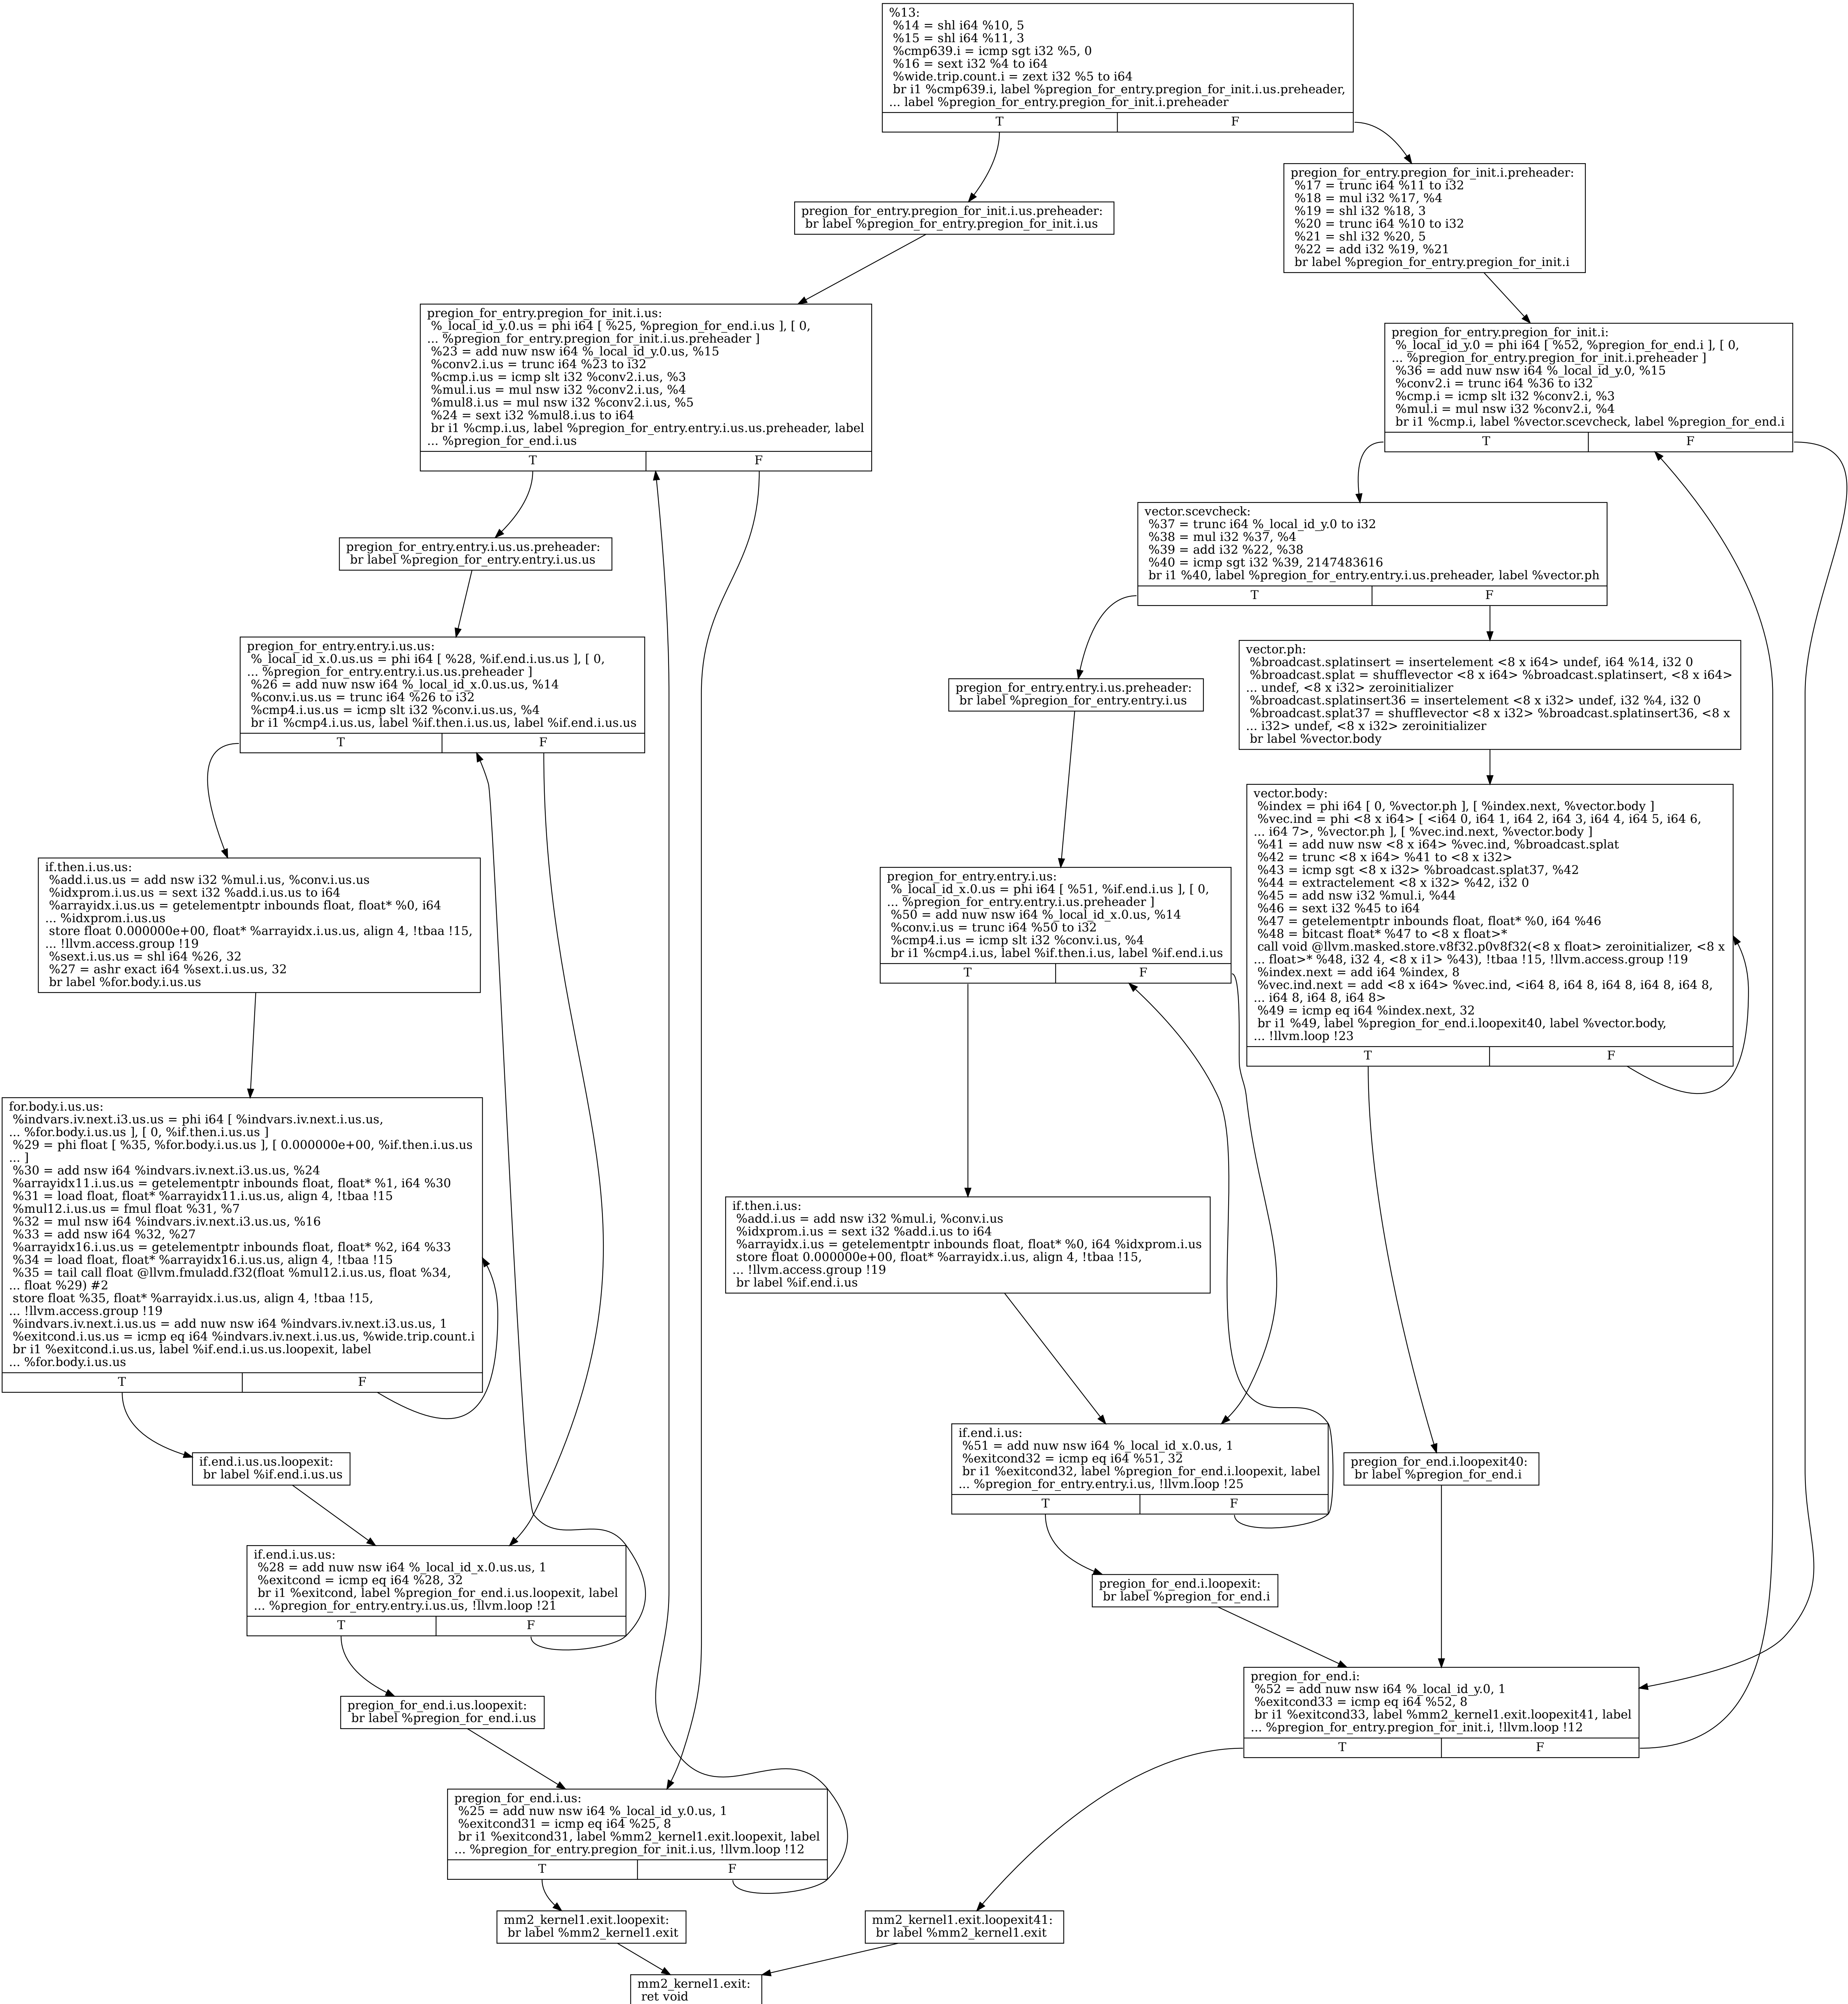 %13:
%14 = shl i64 %10, 5
%15 = shl i64 %11, 3
%cmp639.i = icmp sgt i32 %5, 0
%16 = sext i32 %4 to i64
%wide.trip.count.i = zext i32 %5 to i64
br i1 %cmp639.i, label %pregion_for_entry.pregion_for_init.i.us.preheader,
... label %pregion_for_entry.pregion_for_init.i.preheader
T
F
pregion_for_entry.pregion_for_init.i.preheader:
%17 = trunc i64 %11 to i32
%18 = mul i32 %17, %4
%19 = shl i32 %18, 3
%20 = trunc i64 %10 to i32
%21 = shl i32 %20, 5
%22 = add i32 %19, %21
br label %pregion_for_entry.pregion_for_init.i
pregion_for_entry.pregion_for_init.i.us.preheader:
br label %pregion_for_entry.pregion_for_init.i.us
pregion_for_entry.pregion_for_init.i.us:
%_local_id_y.0.us = phi i64 [ %25, %pregion_for_end.i.us ], [ 0,
... %pregion_for_entry.pregion_for_init.i.us.preheader ]
%23 = add nuw nsw i64 %_local_id_y.0.us, %15
%conv2.i.us = trunc i64 %23 to i32
%cmp.i.us = icmp slt i32 %conv2.i.us, %3
%mul.i.us = mul nsw i32 %conv2.i.us, %4
%mul8.i.us = mul nsw i32 %conv2.i.us, %5
%24 = sext i32 %mul8.i.us to i64
br i1 %cmp.i.us, label %pregion_for_entry.entry.i.us.us.preheader, label
... %pregion_for_end.i.us
T
F
pregion_for_entry.pregion_for_init.i:
%_local_id_y.0 = phi i64 [ %52, %pregion_for_end.i ], [ 0,
... %pregion_for_entry.pregion_for_init.i.preheader ]
%36 = add nuw nsw i64 %_local_id_y.0, %15
%conv2.i = trunc i64 %36 to i32
%cmp.i = icmp slt i32 %conv2.i, %3
%mul.i = mul nsw i32 %conv2.i, %4
br i1 %cmp.i, label %vector.scevcheck, label %pregion_for_end.i
T
F
vector.scevcheck:
%37 = trunc i64 %_local_id_y.0 to i32
%38 = mul i32 %37, %4
%39 = add i32 %22, %38
%40 = icmp sgt i32 %39, 2147483616
br i1 %40, label %pregion_for_entry.entry.i.us.preheader, label %vector.ph
T
F
pregion_for_entry.entry.i.us.us.preheader:
br label %pregion_for_entry.entry.i.us.us
pregion_for_entry.entry.i.us.us:
%_local_id_x.0.us.us = phi i64 [ %28, %if.end.i.us.us ], [ 0,
... %pregion_for_entry.entry.i.us.us.preheader ]
%26 = add nuw nsw i64 %_local_id_x.0.us.us, %14
%conv.i.us.us = trunc i64 %26 to i32
%cmp4.i.us.us = icmp slt i32 %conv.i.us.us, %4
br i1 %cmp4.i.us.us, label %if.then.i.us.us, label %if.end.i.us.us
T
F
vector.ph:
%broadcast.splatinsert = insertelement <8 x i64> undef, i64 %14, i32 0
%broadcast.splat = shufflevector <8 x i64> %broadcast.splatinsert, <8 x i64>
... undef, <8 x i32> zeroinitializer
%broadcast.splatinsert36 = insertelement <8 x i32> undef, i32 %4, i32 0
%broadcast.splat37 = shufflevector <8 x i32> %broadcast.splatinsert36, <8 x
... i32> undef, <8 x i32> zeroinitializer
br label %vector.body
pregion_for_entry.entry.i.us.preheader:
br label %pregion_for_entry.entry.i.us
vector.body:
%index = phi i64 [ 0, %vector.ph ], [ %index.next, %vector.body ]
%vec.ind = phi <8 x i64> [ <i64 0, i64 1, i64 2, i64 3, i64 4, i64 5, i64 6,
... i64 7>, %vector.ph ], [ %vec.ind.next, %vector.body ]
%41 = add nuw nsw <8 x i64> %vec.ind, %broadcast.splat
%42 = trunc <8 x i64> %41 to <8 x i32>
%43 = icmp sgt <8 x i32> %broadcast.splat37, %42
%44 = extractelement <8 x i32> %42, i32 0
%45 = add nsw i32 %mul.i, %44
%46 = sext i32 %45 to i64
%47 = getelementptr inbounds float, float* %0, i64 %46
%48 = bitcast float* %47 to <8 x float>*
call void @llvm.masked.store.v8f32.p0v8f32(<8 x float> zeroinitializer, <8 x
... float>* %48, i32 4, <8 x i1> %43), !tbaa !15, !llvm.access.group !19
%index.next = add i64 %index, 8
%vec.ind.next = add <8 x i64> %vec.ind, <i64 8, i64 8, i64 8, i64 8, i64 8,
... i64 8, i64 8, i64 8>
%49 = icmp eq i64 %index.next, 32
br i1 %49, label %pregion_for_end.i.loopexit40, label %vector.body,
... !llvm.loop !23
T
F
if.then.i.us.us:
%add.i.us.us = add nsw i32 %mul.i.us, %conv.i.us.us
%idxprom.i.us.us = sext i32 %add.i.us.us to i64
%arrayidx.i.us.us = getelementptr inbounds float, float* %0, i64
... %idxprom.i.us.us
store float 0.000000e+00, float* %arrayidx.i.us.us, align 4, !tbaa !15,
... !llvm.access.group !19
%sext.i.us.us = shl i64 %26, 32
%27 = ashr exact i64 %sext.i.us.us, 32
br label %for.body.i.us.us
pregion_for_entry.entry.i.us:
%_local_id_x.0.us = phi i64 [ %51, %if.end.i.us ], [ 0,
... %pregion_for_entry.entry.i.us.preheader ]
%50 = add nuw nsw i64 %_local_id_x.0.us, %14
%conv.i.us = trunc i64 %50 to i32
%cmp4.i.us = icmp slt i32 %conv.i.us, %4
br i1 %cmp4.i.us, label %if.then.i.us, label %if.end.i.us
T
F
for.body.i.us.us:
%indvars.iv.next.i3.us.us = phi i64 [ %indvars.iv.next.i.us.us,
... %for.body.i.us.us ], [ 0, %if.then.i.us.us ]
%29 = phi float [ %35, %for.body.i.us.us ], [ 0.000000e+00, %if.then.i.us.us
... ]
%30 = add nsw i64 %indvars.iv.next.i3.us.us, %24
%arrayidx11.i.us.us = getelementptr inbounds float, float* %1, i64 %30
%31 = load float, float* %arrayidx11.i.us.us, align 4, !tbaa !15
%mul12.i.us.us = fmul float %31, %7
%32 = mul nsw i64 %indvars.iv.next.i3.us.us, %16
%33 = add nsw i64 %32, %27
%arrayidx16.i.us.us = getelementptr inbounds float, float* %2, i64 %33
%34 = load float, float* %arrayidx16.i.us.us, align 4, !tbaa !15
%35 = tail call float @llvm.fmuladd.f32(float %mul12.i.us.us, float %34,
... float %29) #2
store float %35, float* %arrayidx.i.us.us, align 4, !tbaa !15,
... !llvm.access.group !19
%indvars.iv.next.i.us.us = add nuw nsw i64 %indvars.iv.next.i3.us.us, 1
%exitcond.i.us.us = icmp eq i64 %indvars.iv.next.i.us.us, %wide.trip.count.i
br i1 %exitcond.i.us.us, label %if.end.i.us.us.loopexit, label
... %for.body.i.us.us
T
F
if.then.i.us:
%add.i.us = add nsw i32 %mul.i, %conv.i.us
%idxprom.i.us = sext i32 %add.i.us to i64
%arrayidx.i.us = getelementptr inbounds float, float* %0, i64 %idxprom.i.us
store float 0.000000e+00, float* %arrayidx.i.us, align 4, !tbaa !15,
... !llvm.access.group !19
br label %if.end.i.us
if.end.i.us:
%51 = add nuw nsw i64 %_local_id_x.0.us, 1
%exitcond32 = icmp eq i64 %51, 32
br i1 %exitcond32, label %pregion_for_end.i.loopexit, label
... %pregion_for_entry.entry.i.us, !llvm.loop !25
T
F
if.end.i.us.us.loopexit:
br label %if.end.i.us.us
pregion_for_end.i.loopexit40:
br label %pregion_for_end.i
if.end.i.us.us:
%28 = add nuw nsw i64 %_local_id_x.0.us.us, 1
%exitcond = icmp eq i64 %28, 32
br i1 %exitcond, label %pregion_for_end.i.us.loopexit, label
... %pregion_for_entry.entry.i.us.us, !llvm.loop !21
T
F
pregion_for_end.i.loopexit:
br label %pregion_for_end.i
pregion_for_end.i:
%52 = add nuw nsw i64 %_local_id_y.0, 1
%exitcond33 = icmp eq i64 %52, 8
br i1 %exitcond33, label %mm2_kernel1.exit.loopexit41, label
... %pregion_for_entry.pregion_for_init.i, !llvm.loop !12
T
F
pregion_for_end.i.us.loopexit:
br label %pregion_for_end.i.us
pregion_for_end.i.us:
%25 = add nuw nsw i64 %_local_id_y.0.us, 1
%exitcond31 = icmp eq i64 %25, 8
br i1 %exitcond31, label %mm2_kernel1.exit.loopexit, label
... %pregion_for_entry.pregion_for_init.i.us, !llvm.loop !12
T
F
mm2_kernel1.exit.loopexit:
br label %mm2_kernel1.exit
mm2_kernel1.exit.loopexit41:
br label %mm2_kernel1.exit
mm2_kernel1.exit:
ret void